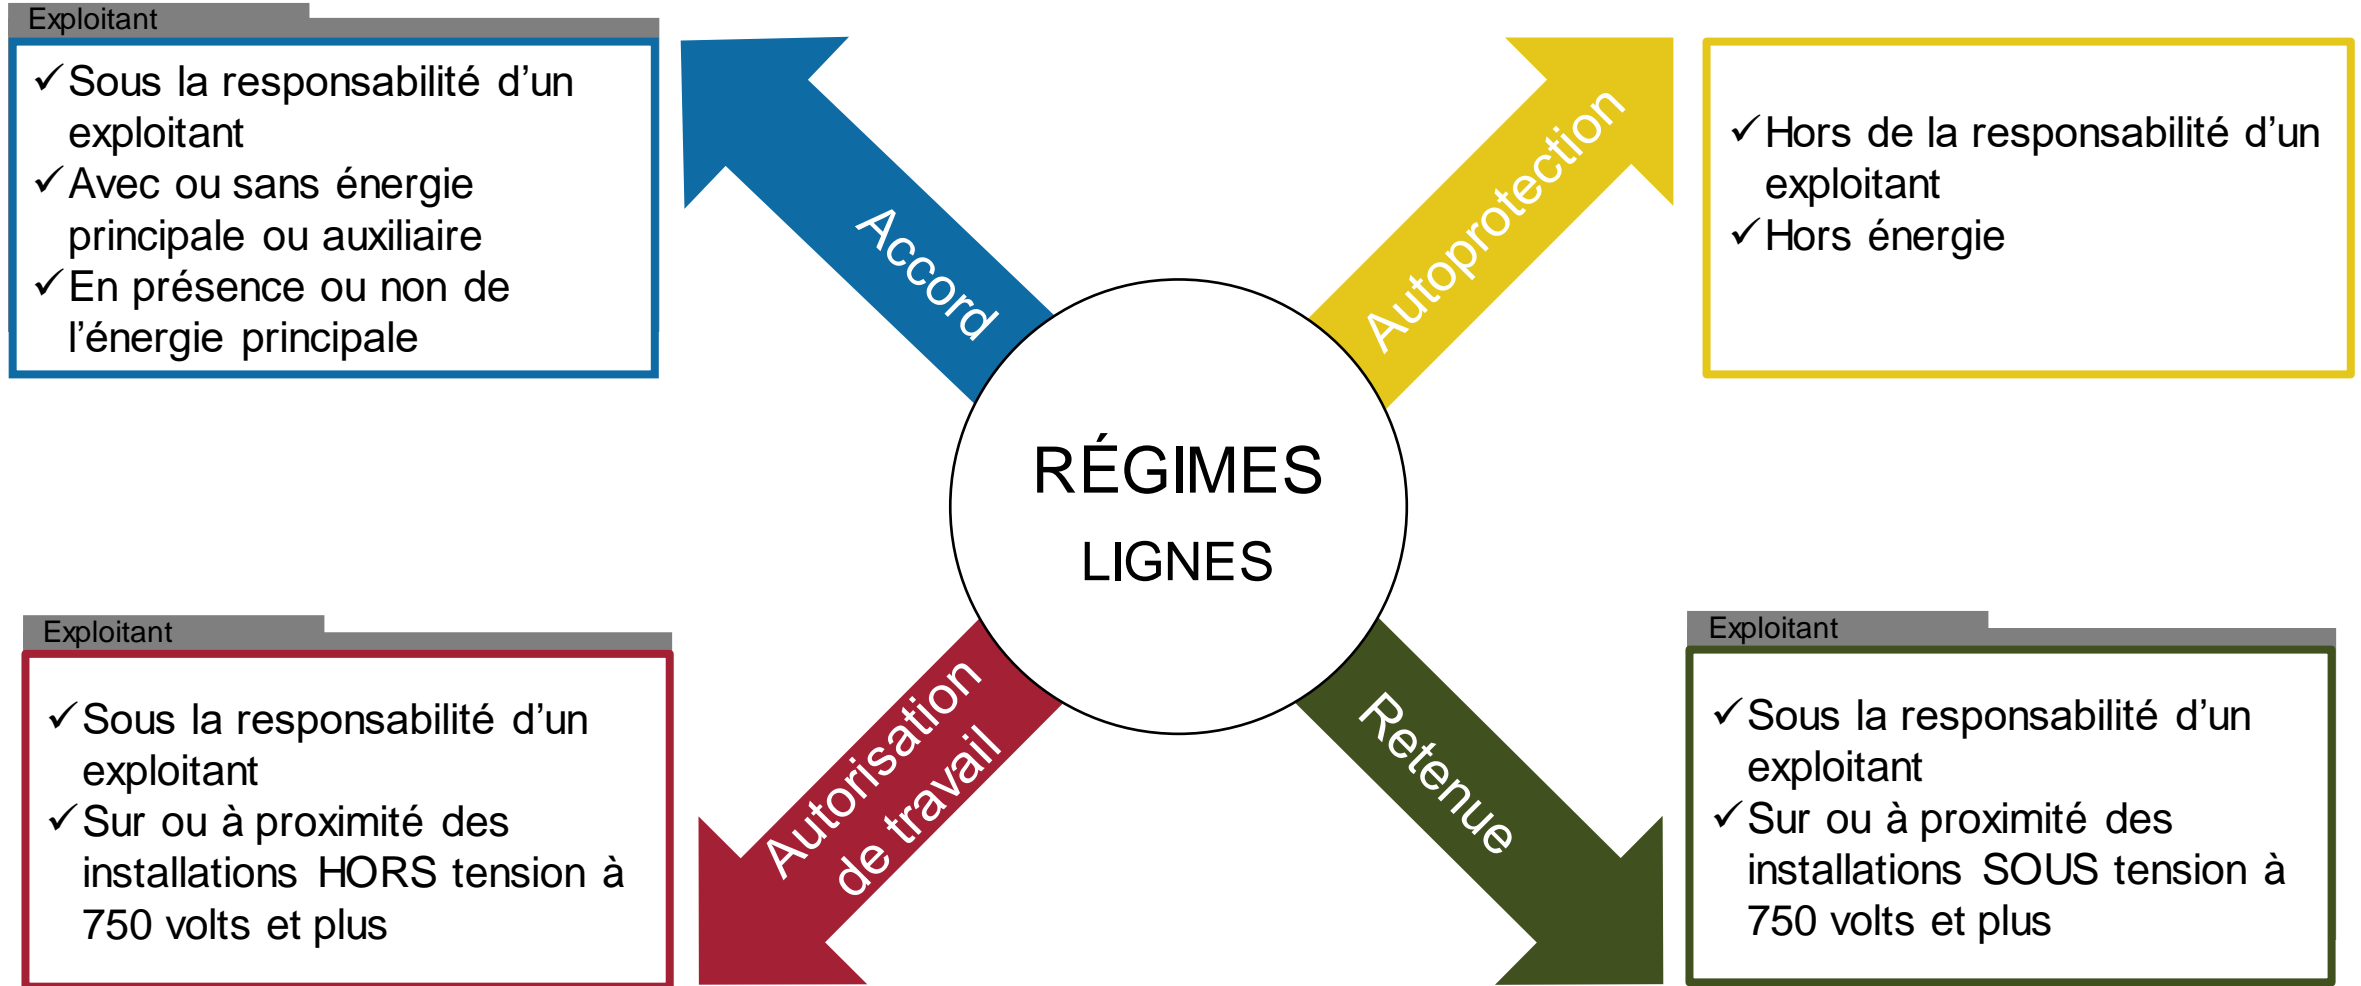 Exploitant
✓Sous la responsabilité d’un
exploitant
✓Avec ou sans énergie
principale ou auxiliaire
✓En présence ou non de
l’énergie principale
Accord
Autoprotection
✓Hors de la responsabilité d’un
exploitant
✓Hors énergie
RÉGIMES
LIGNES
Exploitant
✓Sous la responsabilité d’un
exploitant
✓Sur ou à proximité des
installations HORS tension à
750 volts et plus
Autorisation
de travail
Retenue
Exploitant
✓Sous la responsabilité d’un
exploitant
✓Sur ou à proximité des
installations SOUS tension à
750 volts et plus